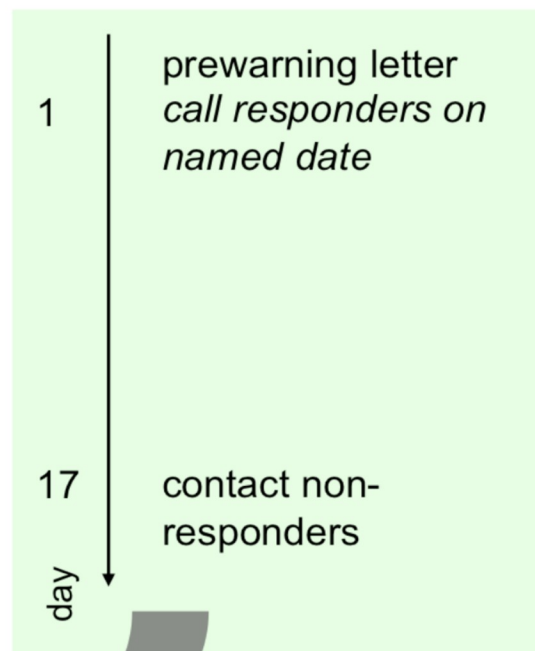 prewarning letter
1 call responders on
named date
17 contact non-
responders
day